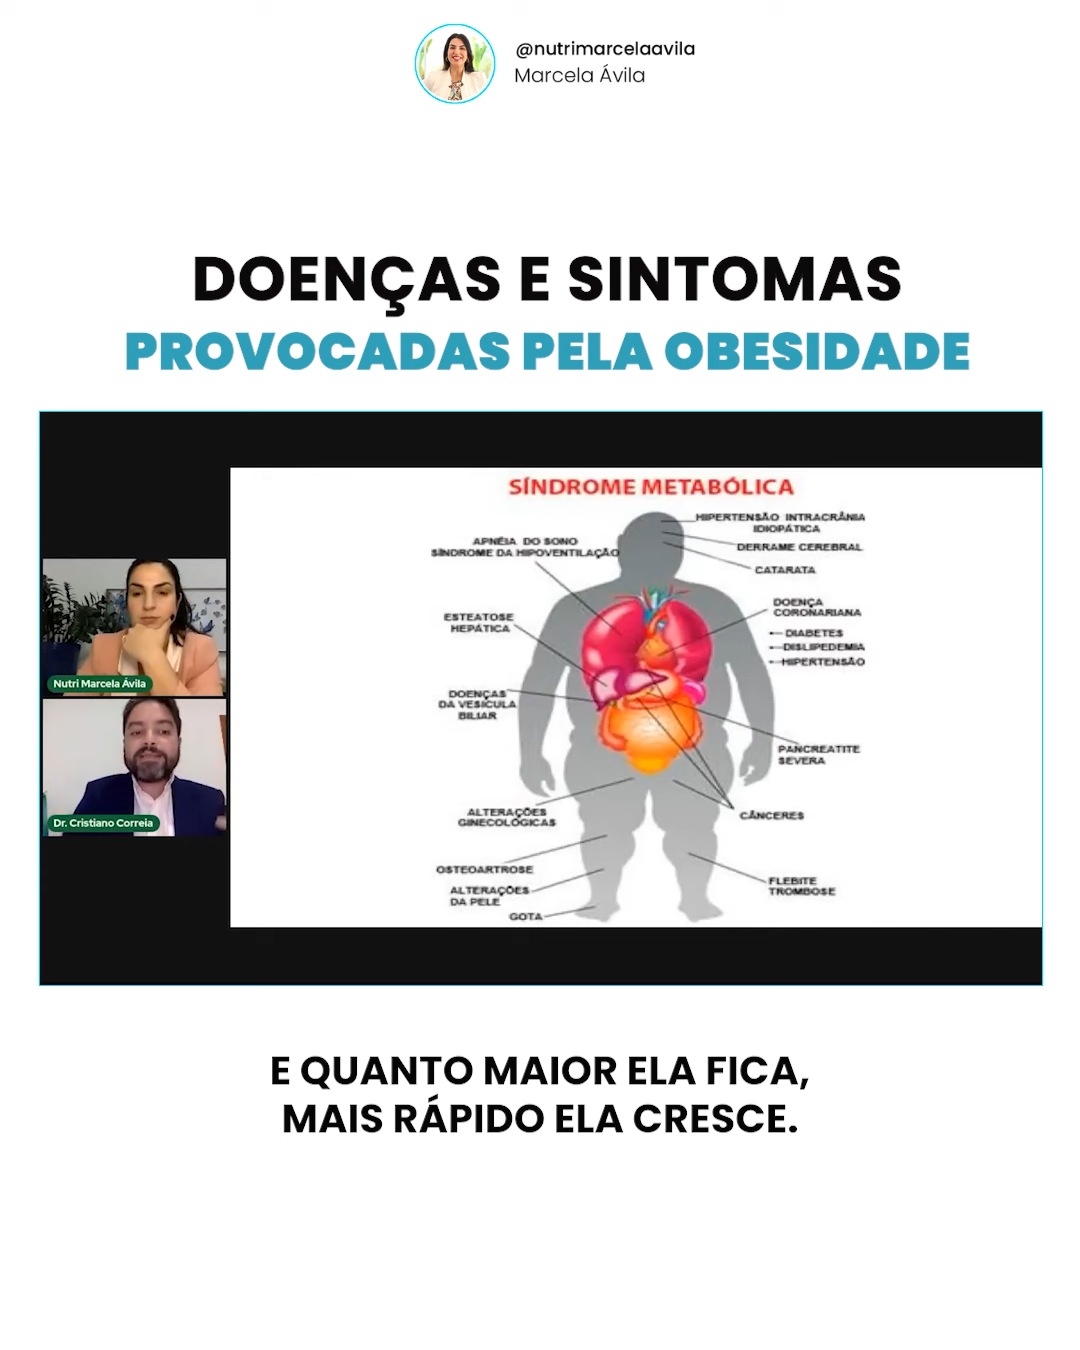 @nutrimarcelaavila
Marcela Ávila
DOENÇAS E SINTOMAS
PROVOCADAS PELA OBESIDADE
SÍNDROME METABÓLICA
HIPERTENSÃO INTRACRÂNIA
IDIOPÁTICA
APNÉIA DO SONO
SÍNDROME DA HIPOVENTILAÇÃO
DERRAME CEREBRAL
CATARATA
DOENÇA
CORONARIANA
ESTEATOSE
HEPÁTICA
DIABETES
DISLIPEDEMIA
HIPERTENSÃO
Nutri Marcela Ávila
DOENÇAS
DA VESÍCULA
BILIAR
PANCREATITE
SEVERA
ALTERAÇÕES
GINECOLÓGICAS
CÂNCERES
Dr. Cristiano Correia
OSTEOARTROSE
FLEBITE
TROMBOSE
ALTERAÇÕES
DA PELE
GOTA
E QUANTO MAIOR ELA FICA,
MAIS RÁPIDO ELA CRESCE.